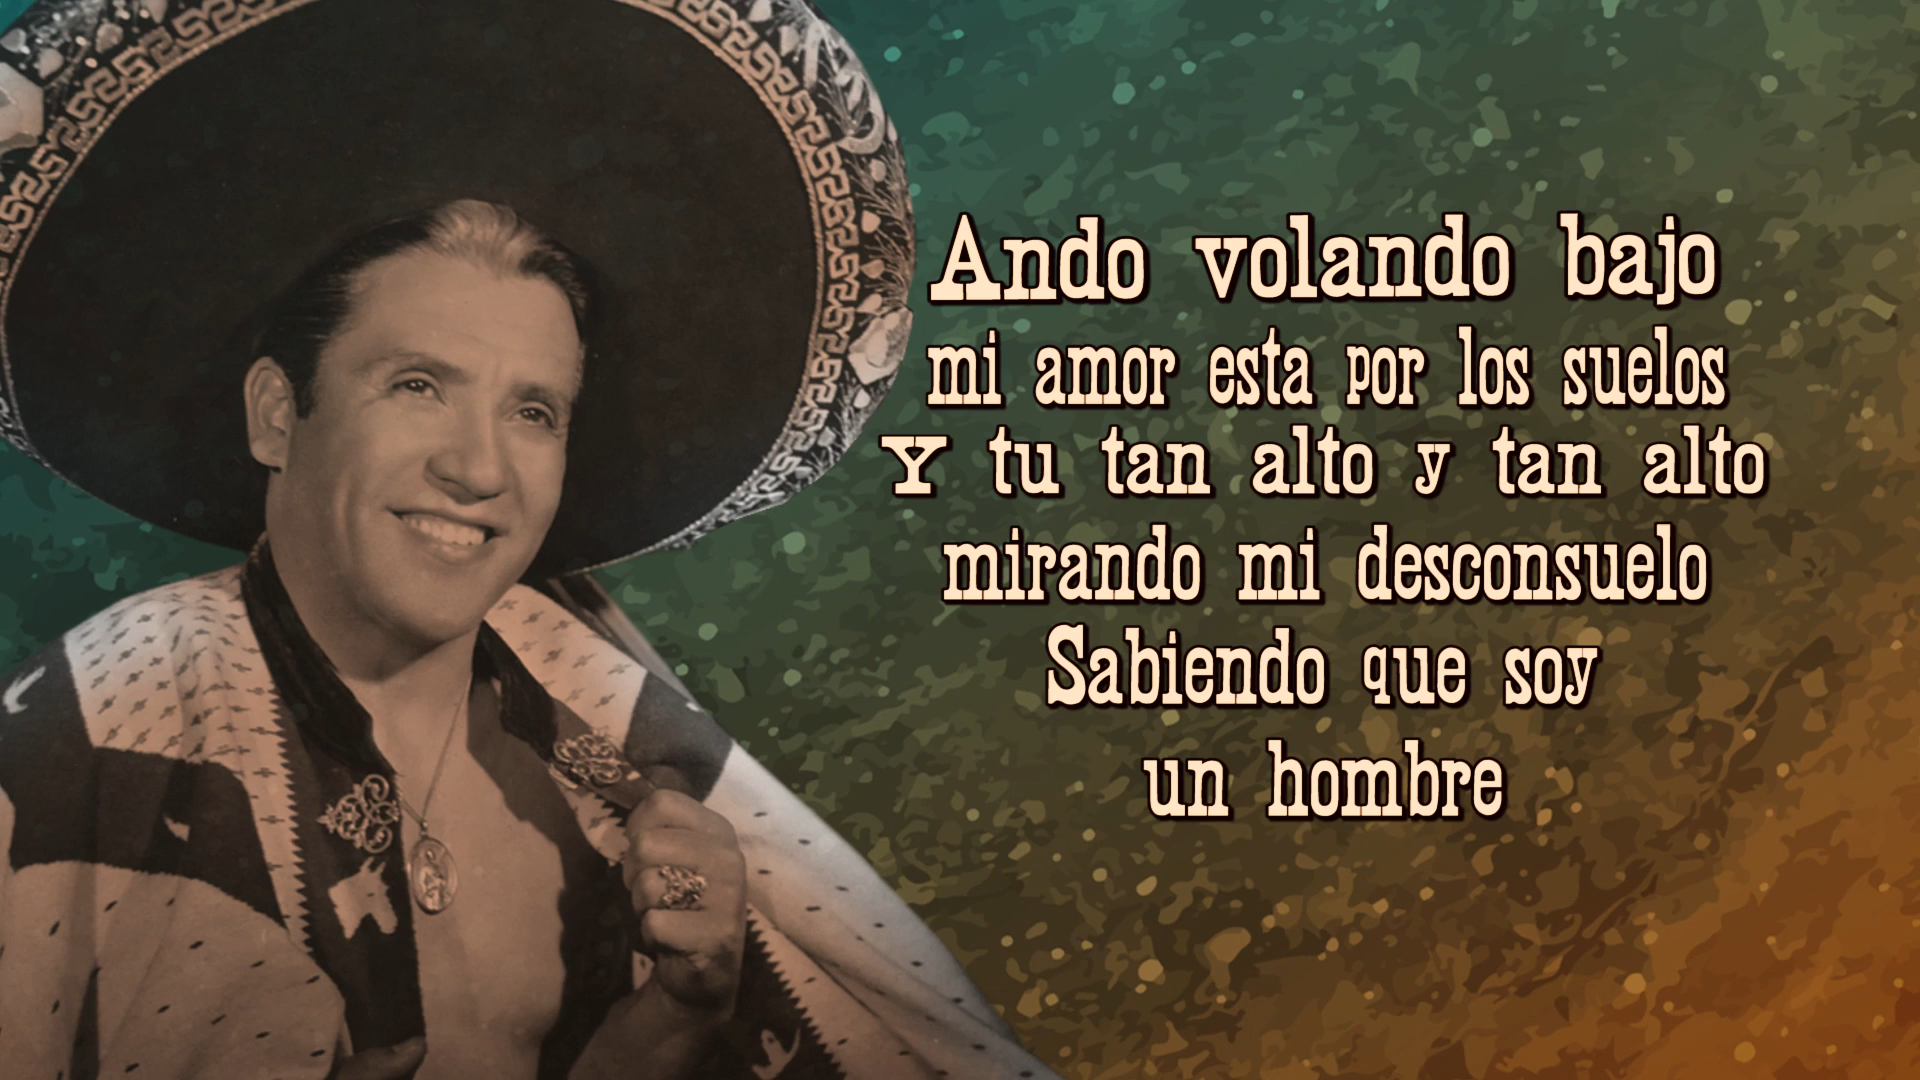 Ando volando bajo
mi amor esta por los suelos
Y tu tan alto y tan alto
mirando mi desconsuelo
Sabiendo que soy
un hombre